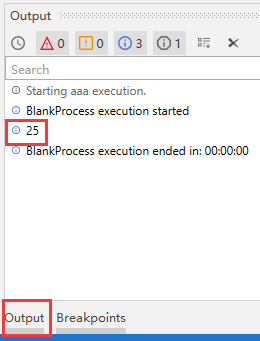 Output
0 0 3 1
Search
Starting aaa execution.
BlankProcess execution started
25
BlankProcess execution ended in: 00:00:00
Output Breakpoints